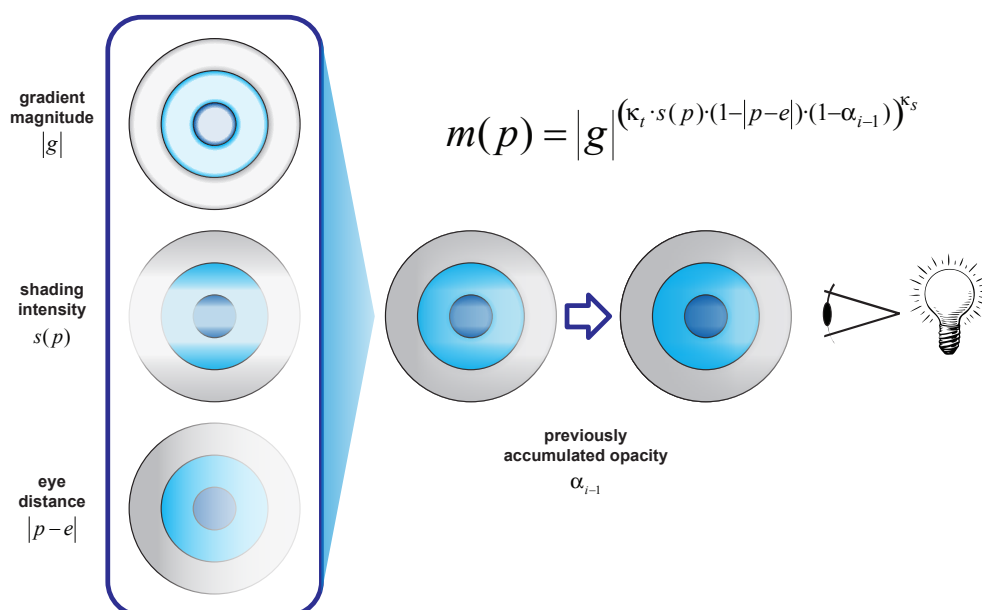 gradient
magnitude
|g|
m(p) = |g|^{(κ_t·s(p)·(1−|p−e|)·(1−α_{i−1}))^{κ_s}}
shading
intensity
s(p)
previously
accumulated opacity
α_{i−1}
eye
distance
|p−e|